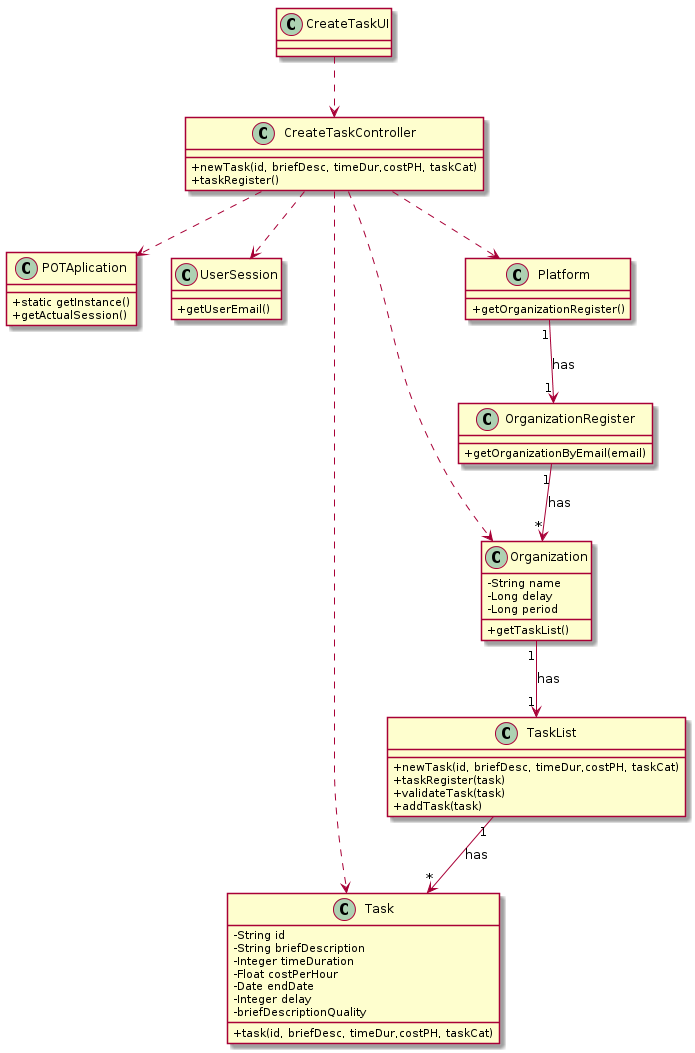 C CreateTaskUI
C CreateTaskController
+newTask(id, briefDesc, timeDur,costPH, taskCat)
+taskRegister()
C POTAplication
+static getInstance()
+getActualSession()
C UserSession
+getUserEmail()
C Platform
+getOrganizationRegister()
1
has
1
C OrganizationRegister
+getOrganizationByEmail(email)
1
has
*
C Organization
-String name
-Long delay
-Long period
+getTaskList()
1
has
1
C TaskList
+newTask(id, briefDesc, timeDur,costPH, taskCat)
+taskRegister(task)
+validateTask(task)
+addTask(task)
1
has
*
C Task
-String id
-String briefDescription
-Integer timeDuration
-Float costPerHour
-Date endDate
-Integer delay
-briefDescriptionQuality
+task(id, briefDesc, timeDur,costPH, taskCat)